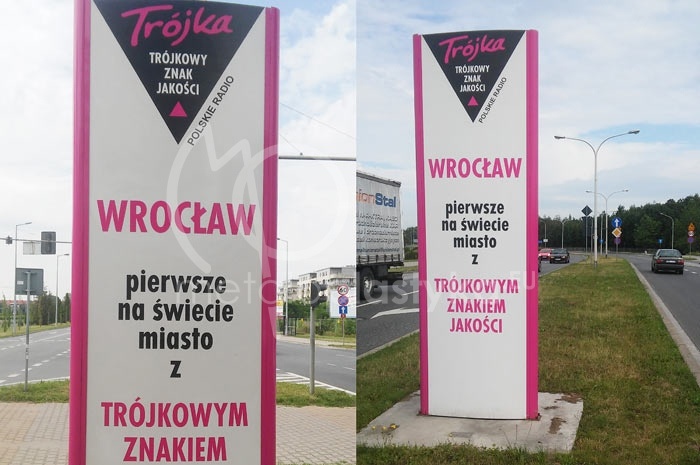 Trójka
TRÓJKOWY
ZNAK
JAKOŚCI
POLSKIE RADIO
WROCŁAW
pierwsze
na świecie
miasto
z
TRÓJKOWYM
ZNAKIEM
Trójka
TRÓJKOWY
ZNAK
JAKOŚCI
POLSKIE RADIO
WROCŁAW
pierwsze
na świecie
miasto
z
TRÓJKOWYM
ZNAKIEM
JAKOŚCI
Stal